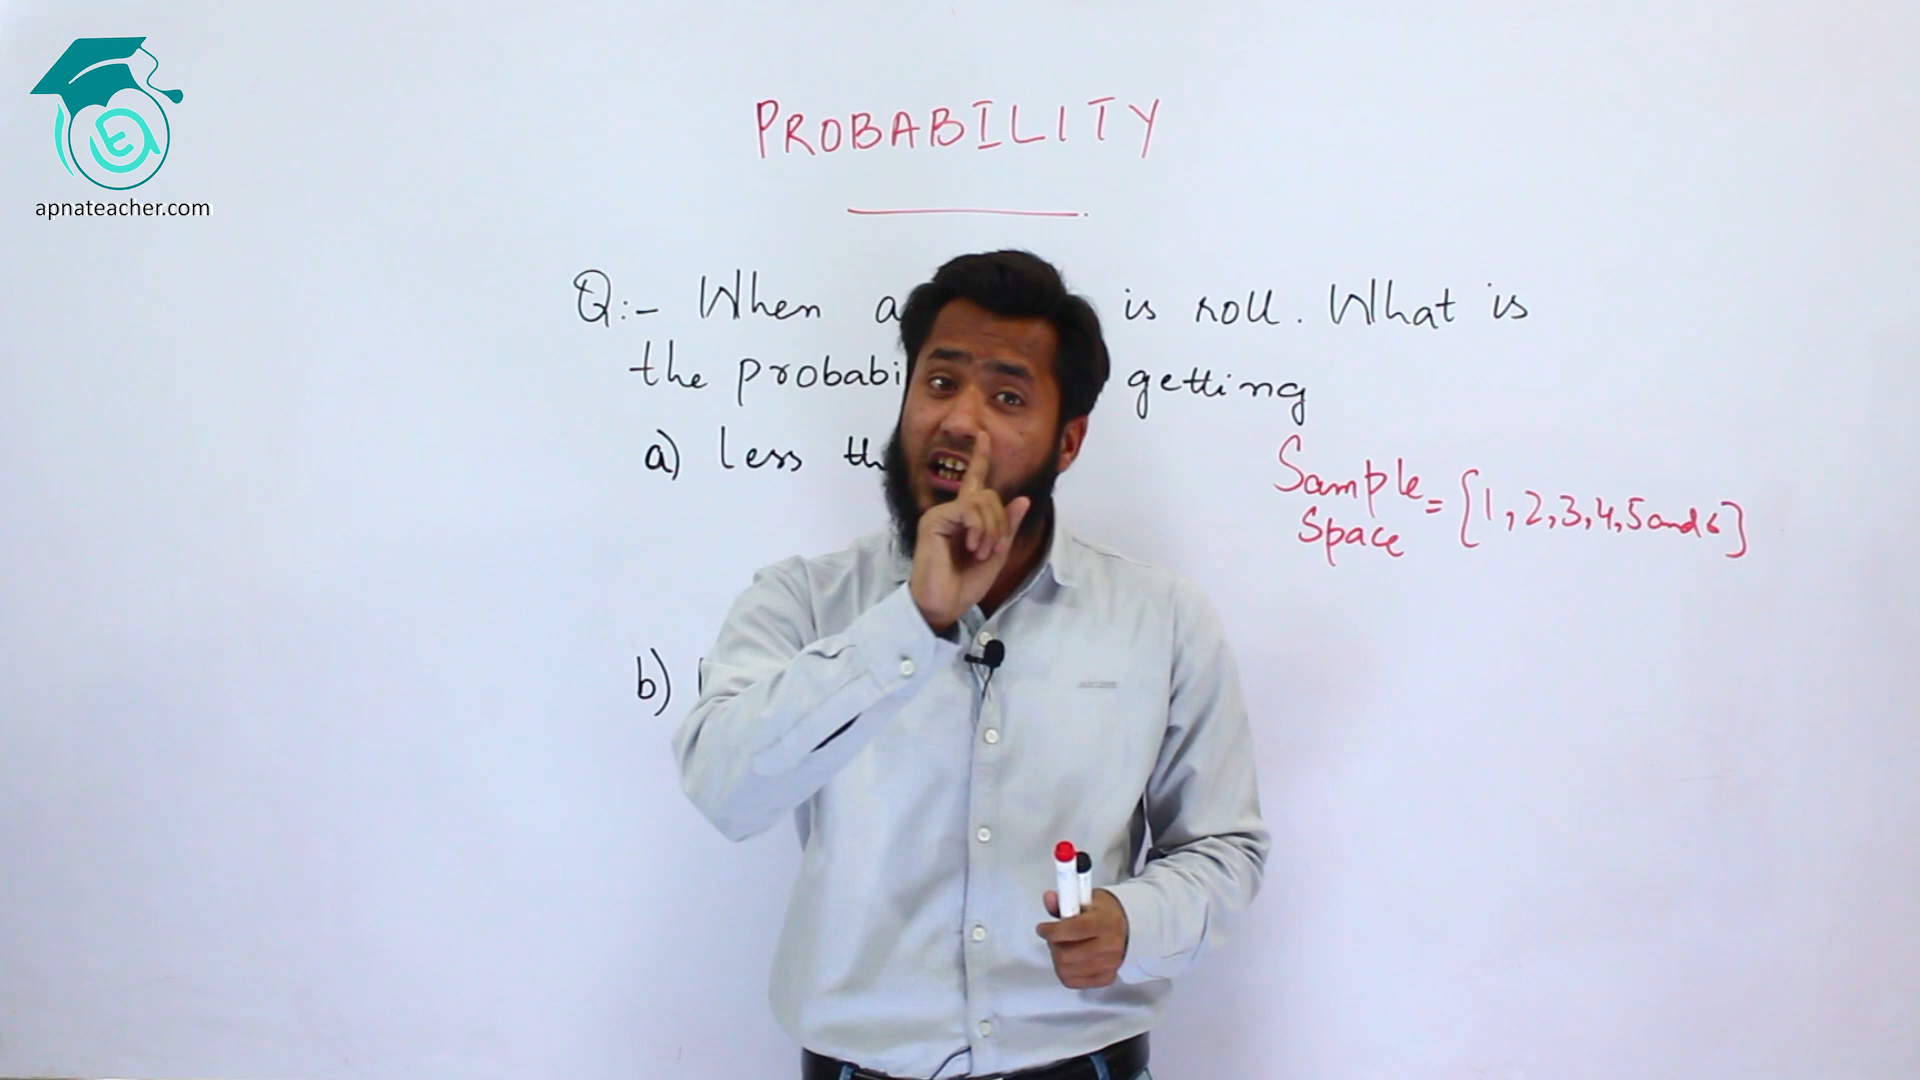 apnateacher.com
PROBABILITY
Q:- When a is roll. What is
the probabi getting
a) less th
Sample
Space = {1, 2, 3, 4, 5 and 6}
b)